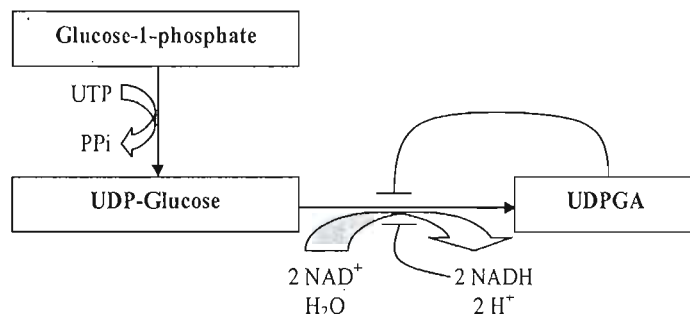 Glucose-1-phosphate
UTP
PPi
UDP-Glucose
UDPGA
2 NAD⁺
H₂O
2 NADH
2 H⁺